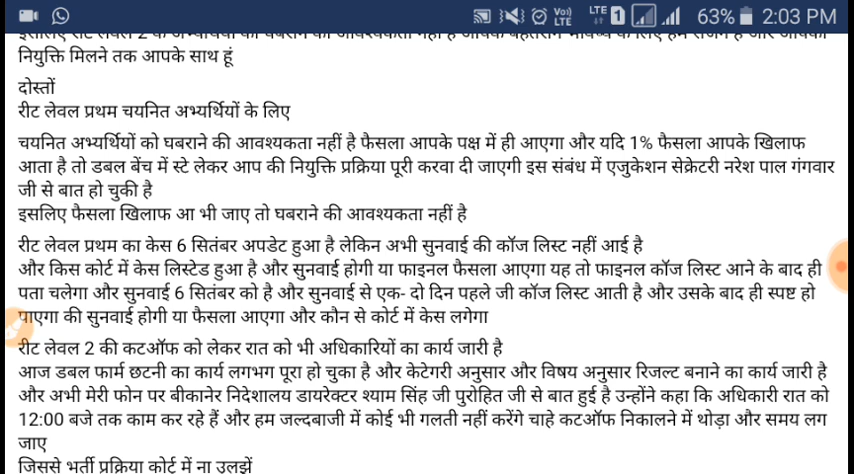 Voj) LTE LTE 1 63% 2:03 PM
नियुक्ति मिलने तक आपके साथ हूं
दोस्तों
रीट लेवल प्रथम चयनित अभ्यर्थियों के लिए
चयनित अभ्यर्थियों को घबराने की आवश्यकता नहीं है फैसला आपके पक्ष में ही आएगा और यदि 1% फैसला आपके खिलाफ
आता है तो डबल बेंच में स्टे लेकर आप की नियुक्ति प्रक्रिया पूरी करवा दी जाएगी इस संबंध में एजुकेशन सेक्रेटरी नरेश पाल गंगवार
जी से बात हो चुकी है
इसलिए फैसला खिलाफ आ भी जाए तो घबराने की आवश्यकता नहीं है
रीट लेवल प्रथम का केस 6 सितंबर अपडेट हुआ है लेकिन अभी सुनवाई की कॉज लिस्ट नहीं आई है
और किस कोर्ट में केस लिस्टेड हुआ है और सुनवाई होगी या फाइनल फैसला आएगा यह तो फाइनल कॉज लिस्ट आने के बाद ही
पता चलेगा और सुनवाई 6 सितंबर को है और सुनवाई से एक- दो दिन पहले जी कॉज लिस्ट आती है और उसके बाद ही स्पष्ट हो
पाएगा की सुनवाई होगी या फैसला आएगा और कौन से कोर्ट में केस लगेगा
रीट लेवल 2 की कटऑफ को लेकर रात को भी अधिकारियों का कार्य जारी है
आज डबल फार्म छटनी का कार्य लगभग पूरा हो चुका है और केटेगरी अनुसार और विषय अनुसार रिजल्ट बनाने का कार्य जारी है
और अभी मेरी फोन पर बीकानेर निदेशालय डायरेक्टर श्याम सिंह जी पुरोहित जी से बात हुई है उन्होंने कहा कि अधिकारी रात को
12:00 बजे तक काम कर रहे हैं और हम जल्दबाजी में कोई भी गलती नहीं करेंगे चाहे कटऑफ निकालने में थोड़ा और समय लग
जाए
जिससे भर्ती प्रक्रिया कोर्ट में ना उलझें